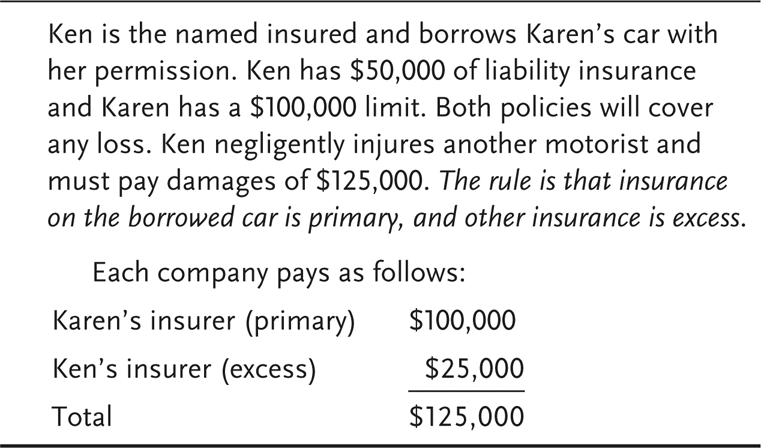 Ken is the named insured and borrows Karen’s car with
her permission. Ken has $50,000 of liability insurance
and Karen has a $100,000 limit. Both policies will cover
any loss. Ken negligently injures another motorist and
must pay damages of $125,000. The rule is that insurance
on the borrowed car is primary, and other insurance is excess.
Each company pays as follows:
Karen’s insurer (primary) $100,000
Ken’s insurer (excess) $25,000
Total $125,000